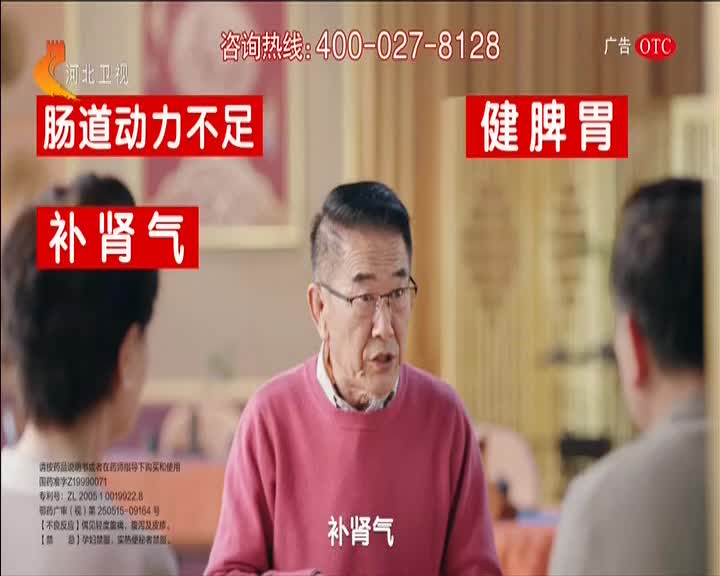 咨询热线:400-027-8128
广告 OTC
河北卫视
肠道动力不足
健脾胃
补肾气
请按药品说明书或者在药师指导下购买和使用
国药准字Z19990071
专利号：ZL 2005 1 0019922.8
鄂药广审（视）第 250515-09164 号
【不良反应】偶见轻度腹痛，腹泻及皮疹。
【禁 忌】孕妇禁服，实热便秘者禁服。
补肾气